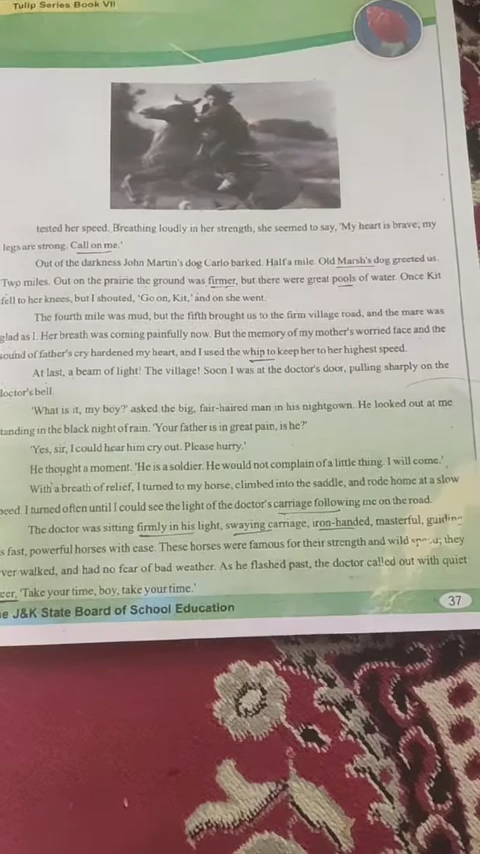 Tulip Series Book VII
tested her speed. Breathing loudly in her strength, she seemed to say, 'My heart is brave; my
legs are strong. Call on me.'
Out of the darkness John Martin's dog Carlo barked. Half a mile. Old Marsh's dog greeted us.
Two miles. Out on the prairie the ground was firmer, but there were great pools of water. Once Kit
fell to her knees, but I shouted, 'Go on, Kit,' and on she went.
The fourth mile was mud, but the fifth brought us to the firm village road, and the mare was
glad as I. Her breath was coming painfully now. But the memory of my mother's worried face and the
sound of father's cry hardened my heart, and I used the whip to keep her to her highest speed.
At last, a beam of light! The village! Soon I was at the doctor's door, pulling sharply on the
doctor's bell.
'What is it, my boy?' asked the big, fair-haired man in his nightgown. He looked out at me
tanding in the black night of rain. 'Your father is in great pain, is he?'
'Yes, sir, I could hear him cry out. Please hurry.'
He thought a moment. 'He is a soldier. He would not complain of a little thing. I will come.'
With a breath of relief, I turned to my horse, climbed into the saddle, and rode home at a slow
peed. I turned often until I could see the light of the doctor's carriage following me on the road.
The doctor was sitting firmly in his light, swaying carriage, iron-handed, masterful, guiding
s fast, powerful horses with ease. These horses were famous for their strength and wild speed; they
ver walked, and had no fear of bad weather. As he flashed past, the doctor called out with quiet
eer, 'Take your time, boy, take your time.'
e J&K State Board of School Education
37